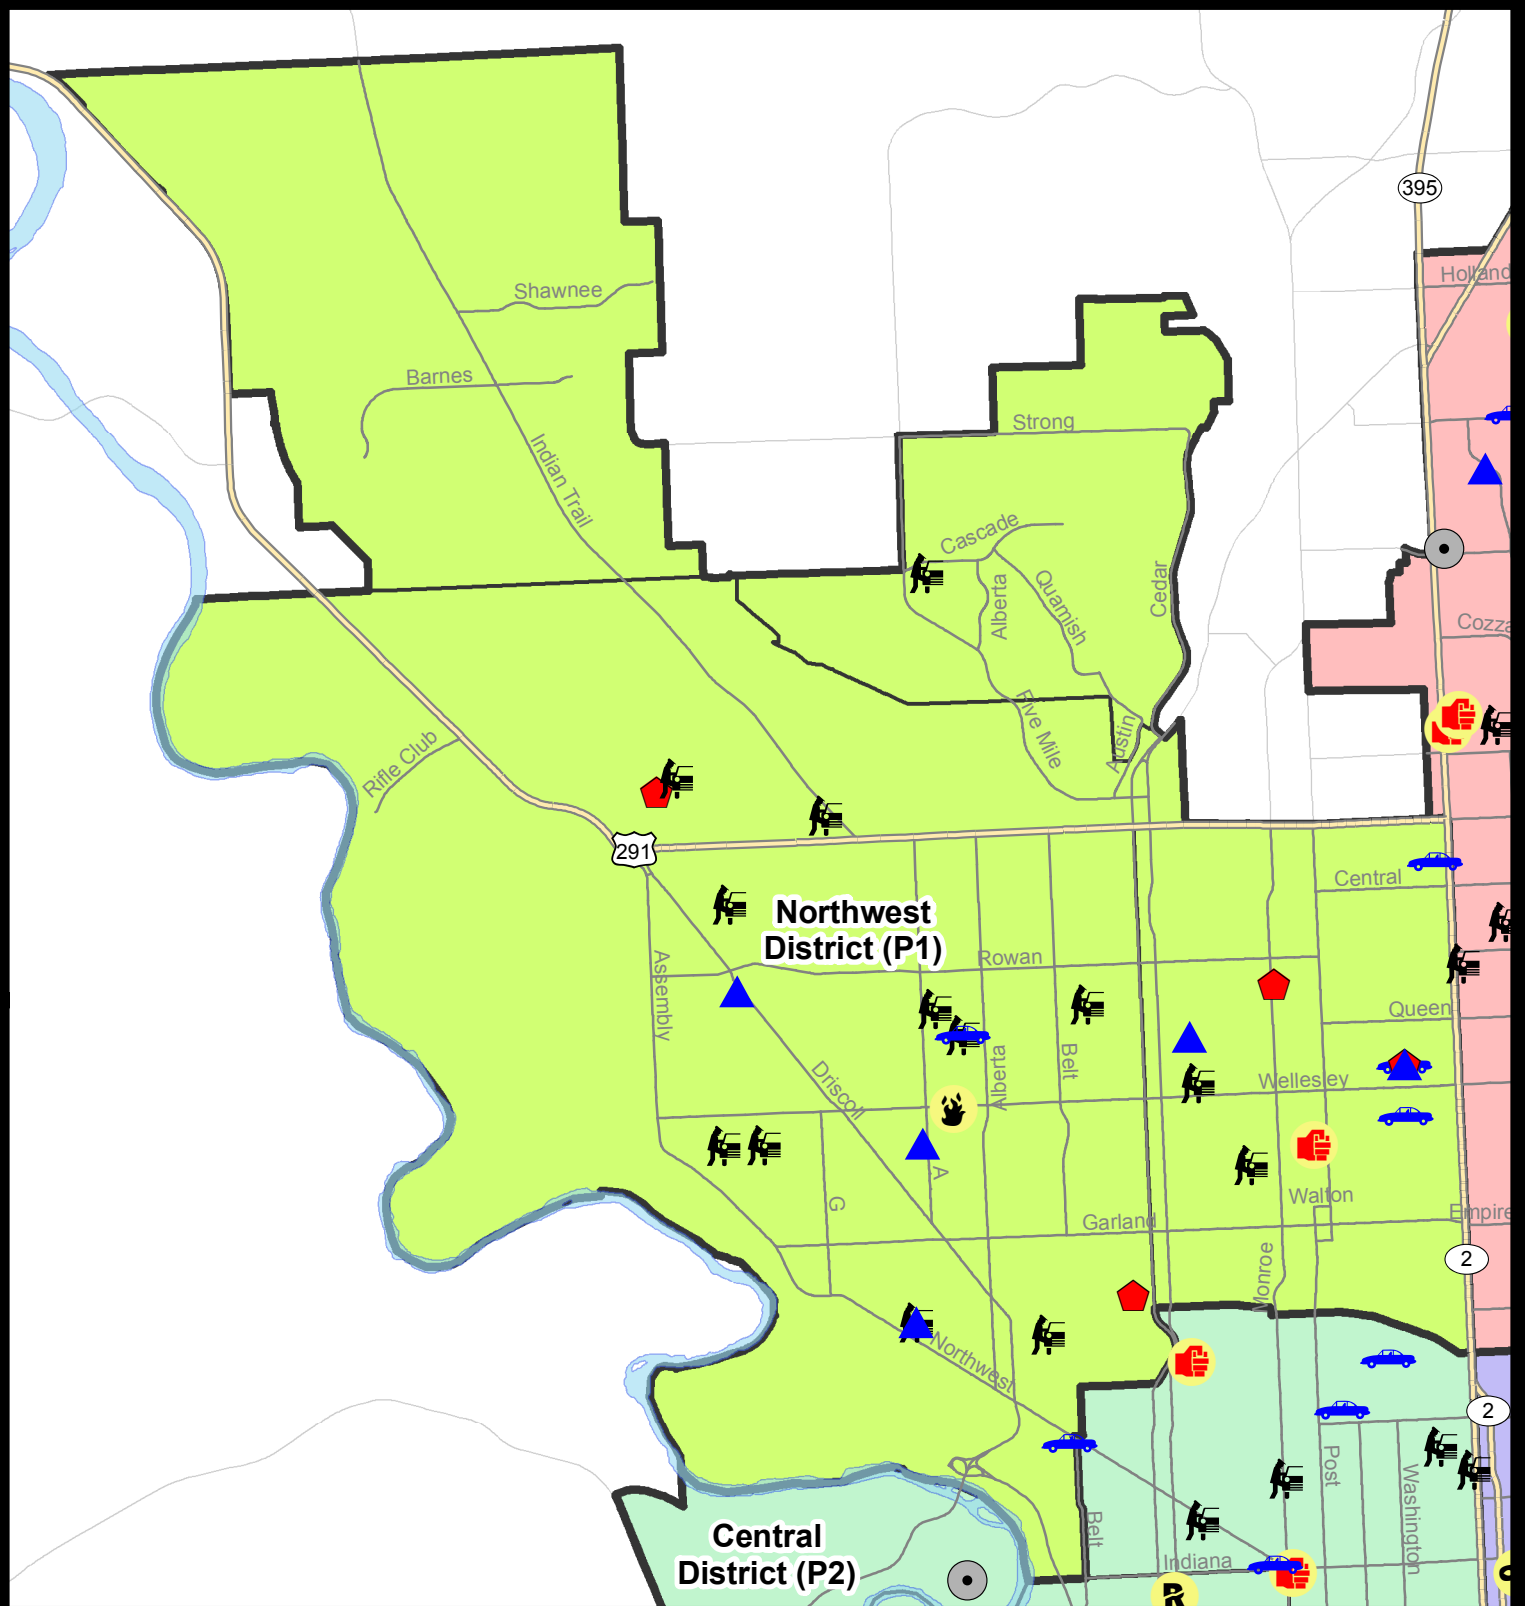 395
Holland
Shawnee
Barnes
Strong
Indian Trail
Cascade
Alberta
Quamish
Cedar
Cozza
Five Mile
Austin
Rifle Club
291
Central
Northwest
District (P1)
Rowan
Assembly
Queen
Driscoll
Alberta
Belt
Wellesley
A
G
Walton
Garland
Empire
Monroe
2
Northwest
2
Post
Washington
Belt
Central
District (P2)
Indiana
R